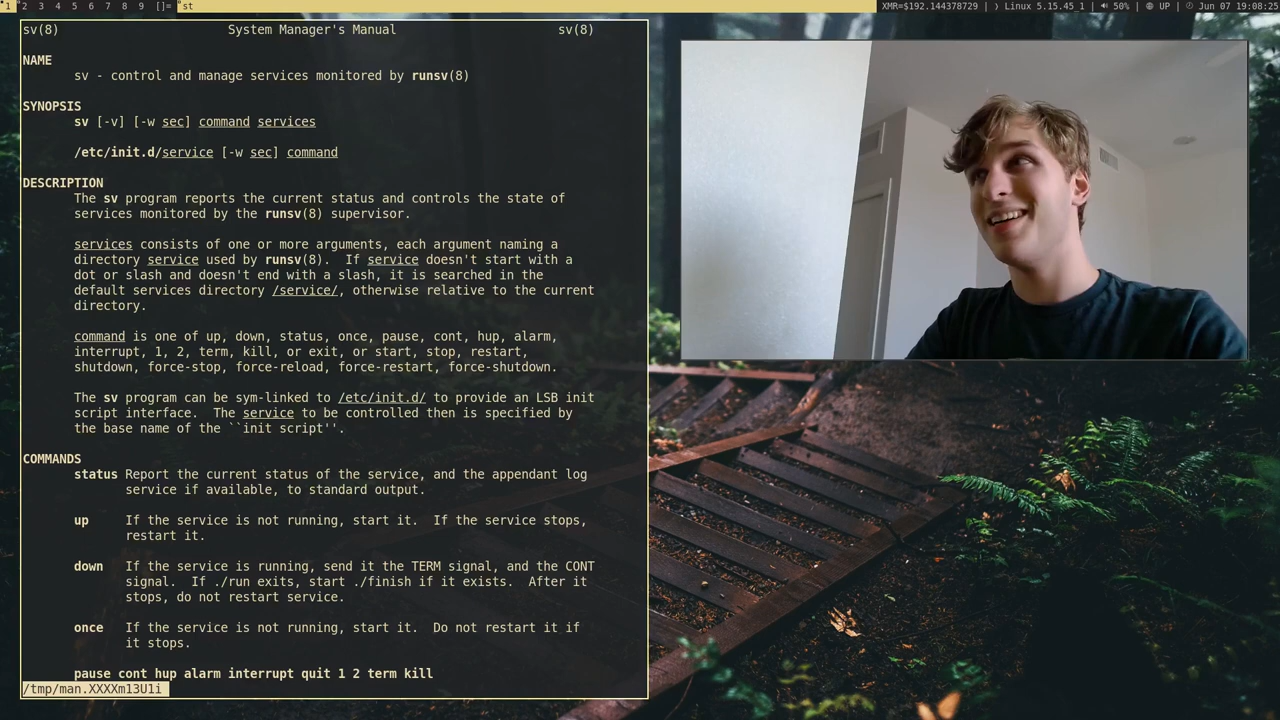 1 2 3 4 5 6 7 8 9 []= st XMR=$192.144378729 | ❯ Linux 5.15.45_1 | 50% | UP | Jun 07 19:08:25
sv(8) System Manager's Manual sv(8)
NAME
sv - control and manage services monitored by runsv(8)
SYNOPSIS
sv [-v] [-w sec] command services
/etc/init.d/service [-w sec] command
DESCRIPTION
The sv program reports the current status and controls the state of
services monitored by the runsv(8) supervisor.
services consists of one or more arguments, each argument naming a
directory service used by runsv(8).  If service doesn't start with a
dot or slash and doesn't end with a slash, it is searched in the
default services directory /service/, otherwise relative to the current
directory.
command is one of up, down, status, once, pause, cont, hup, alarm,
interrupt, 1, 2, term, kill, or exit, or start, stop, restart,
shutdown, force-stop, force-reload, force-restart, force-shutdown.
The sv program can be sym-linked to /etc/init.d/ to provide an LSB init
script interface.  The service to be controlled then is specified by
the base name of the ``init script''.
COMMANDS
status Report the current status of the service, and the appendant log
service if available, to standard output.
up If the service is not running, start it.  If the service stops,
restart it.
down If the service is running, send it the TERM signal, and the CONT
signal.  If ./run exits, start ./finish if it exists.  After it
stops, do not restart service.
once If the service is not running, start it.  Do not restart it if
it stops.
pause cont hup alarm interrupt quit 1 2 term kill
/tmp/man.XXXXm13U1i